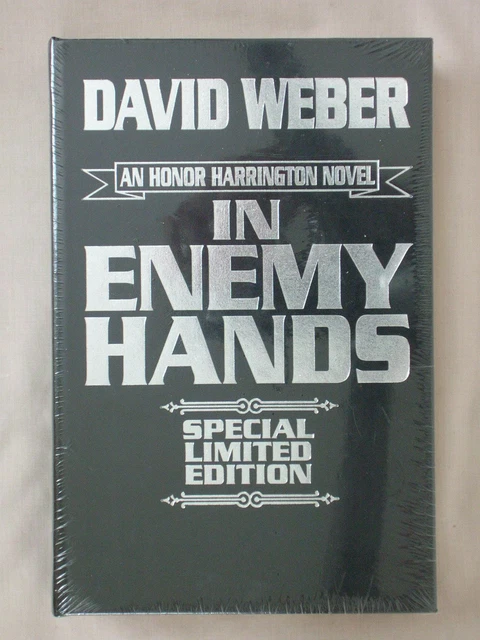 DAVID WEBER
AN HONOR HARRINGTON NOVEL
IN
ENEMY
HANDS
SPECIAL
LIMITED
EDITION